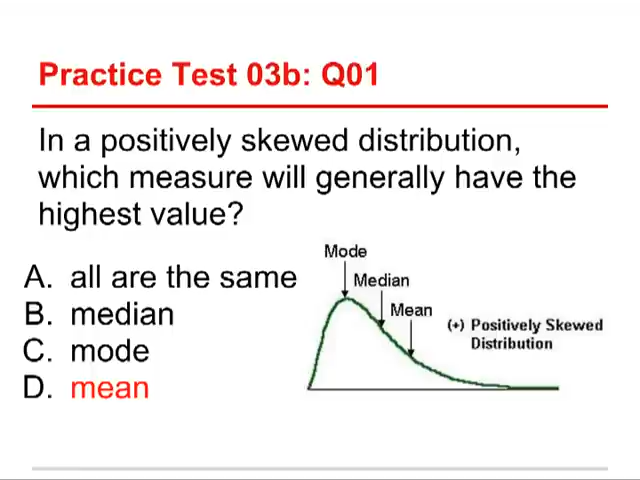 Practice Test 03b: Q01
In a positively skewed distribution,
which measure will generally have the
highest value?
A. all are the same
B. median
C. mode
D. mean
Mode
Median
Mean
(+) Positively Skewed
Distribution